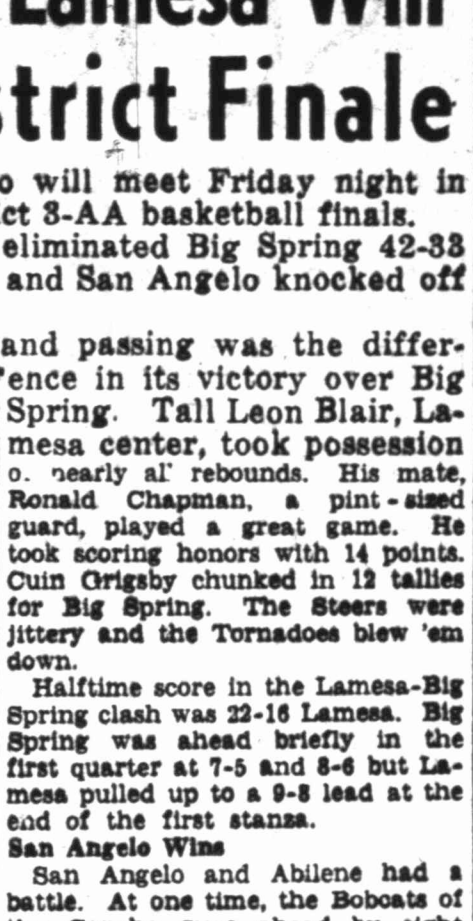 Lamesa Win
strict Finale
o will meet Friday night in
ct 3-AA basketball finals.
eliminated Big Spring 42-33
and San Angelo knocked off
and passing was the differ-
ence in its victory over Big
Spring. Tall Leon Blair, La-
mesa center, took possession
o. nearly al' rebounds. His mate,
Ronald Chapman, a pint-sized
guard, played a great game. He
took scoring honors with 14 points.
Cuin Grigsby chunked in 12 tallies
for Big Spring. The Steers were
jittery and the Tornadoes blew 'em
down.
Halftime score in the Lamesa-Big
Spring clash was 22-16 Lamesa. Big
Spring was ahead briefly in the
first quarter at 7-5 and 8-6 but La-
mesa pulled up to a 9-8 lead at the
end of the first stanza.
San Angelo Wins
San Angelo and Abilene had a
battle. At one time, the Bobcats of